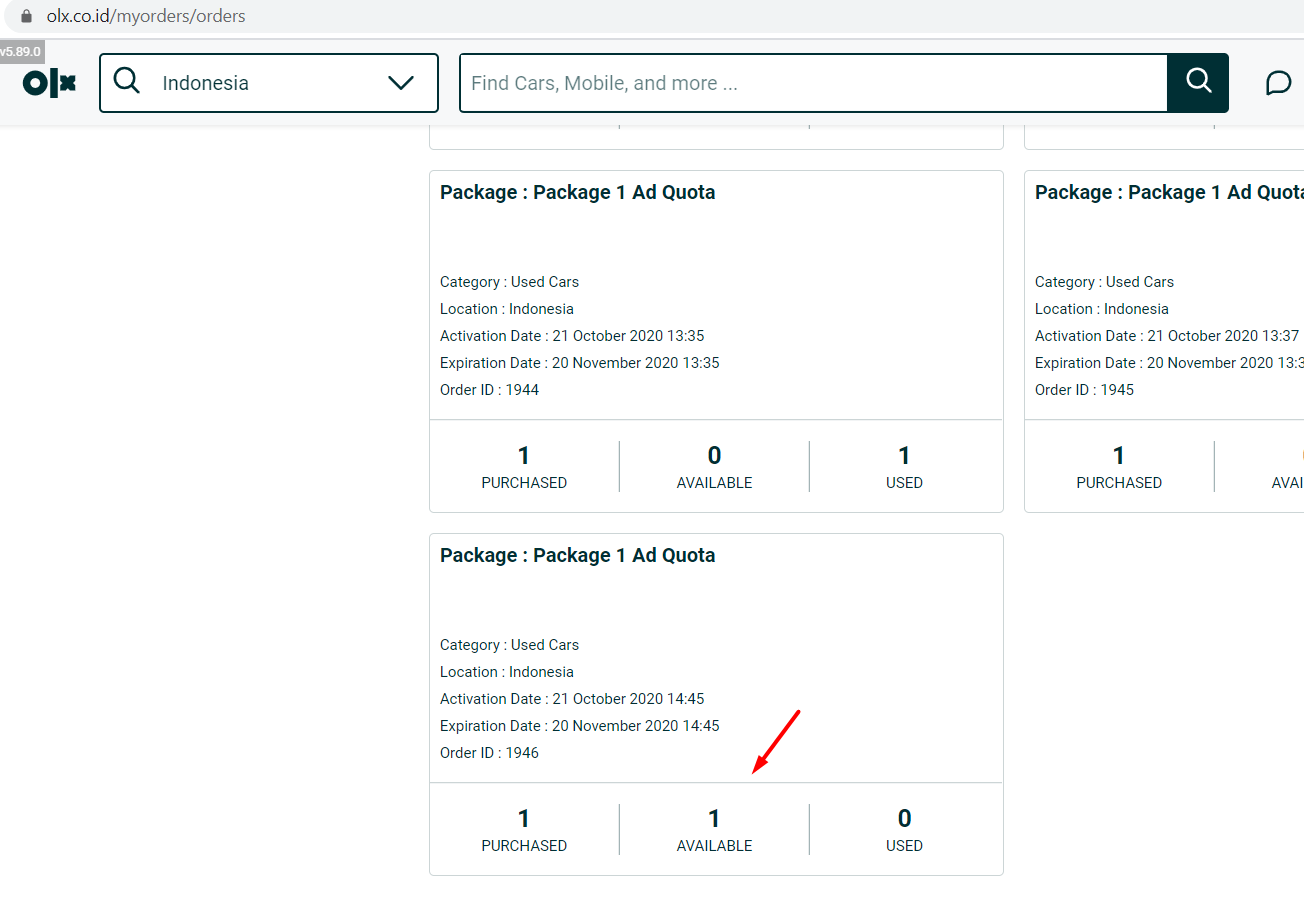 olx.co.id/myorders/orders
v5.89.0
olx
Indonesia
Find Cars, Mobile, and more ...
Package : Package 1 Ad Quota
Category : Used Cars
Location : Indonesia
Activation Date : 21 October 2020 13:35
Expiration Date : 20 November 2020 13:35
Order ID : 1944
1
PURCHASED
0
AVAILABLE
1
USED
Package : Package 1 Ad Quota
Category : Used Cars
Location : Indonesia
Activation Date : 21 October 2020 13:37
Expiration Date : 20 November 2020 13:3
Order ID : 1945
1
PURCHASED
AVAI
Package : Package 1 Ad Quota
Category : Used Cars
Location : Indonesia
Activation Date : 21 October 2020 14:45
Expiration Date : 20 November 2020 14:45
Order ID : 1946
1
PURCHASED
1
AVAILABLE
0
USED